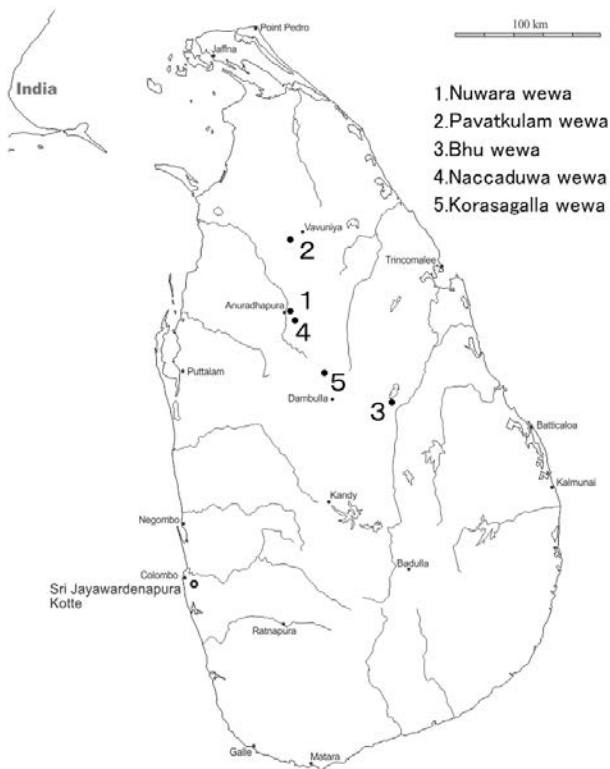 Point Pedro
100 km
Jaffna
India
1.Nuwara wewa
2.Pavatkulam wewa
3.Bhu wewa
4.Naccaduwa wewa
5.Korasagalla wewa
Vavuniya
2
Trincomalee
1
Anuradhapura
4
Puttalam
5
Dambulla
3
Batticaloa
Kalmunai
Kandy
Negombo
Badulla
Colombo
Sri Jayawardenapura
Kotte
Ratnapura
Galle
Matara